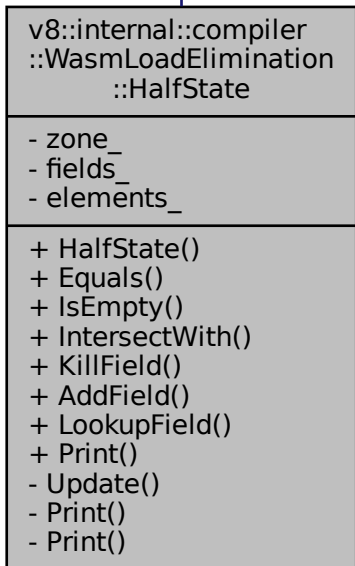 v8::internal::compiler
::WasmLoadElimination
::HalfState
- zone_
- fields_
- elements_
+ HalfState()
+ Equals()
+ IsEmpty()
+ IntersectWith()
+ KillField()
+ AddField()
+ LookupField()
+ Print()
- Update()
- Print()
- Print()